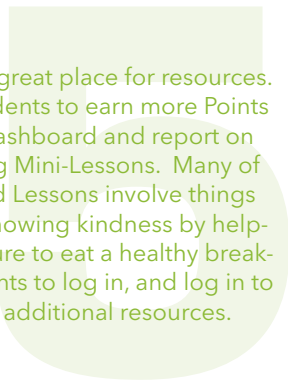 great place for resources.
dents to earn more Points
ashboard and report on
g Mini-Lessons. Many of
d Lessons involve things
nowing kindness by help-
ure to eat a healthy break-
nts to log in, and log in to
additional resources.
5